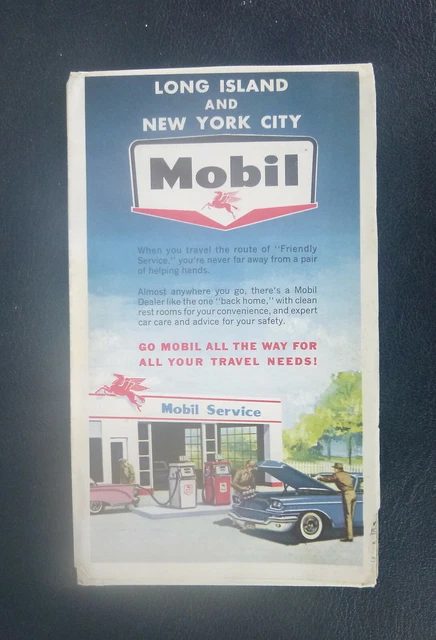 LONG ISLAND
AND
NEW YORK CITY
Mobil
When you travel the route of "Friendly
Service," you're never far away from a pair
of helping hands.
Almost anywhere you go, there's a Mobil
Dealer like the one "back home," with clean
rest rooms for your convenience, and expert
car care and advice for your safety.
GO MOBIL ALL THE WAY FOR
ALL YOUR TRAVEL NEEDS!
Mobil Service